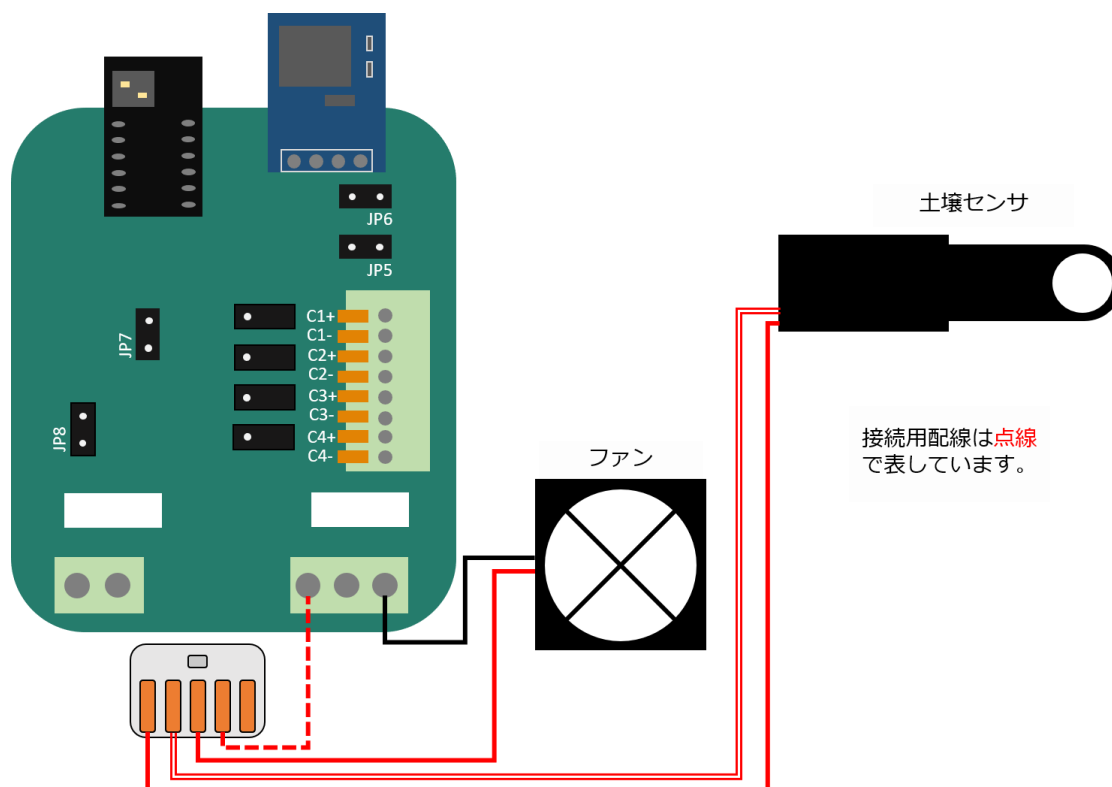 JP6
JP5
土壌センサ
C1+
C1-
JP7
C2+
C2-
C3+
C3-
JP8
C4+
C4-
接続用配線は点線
で表しています。
ファン